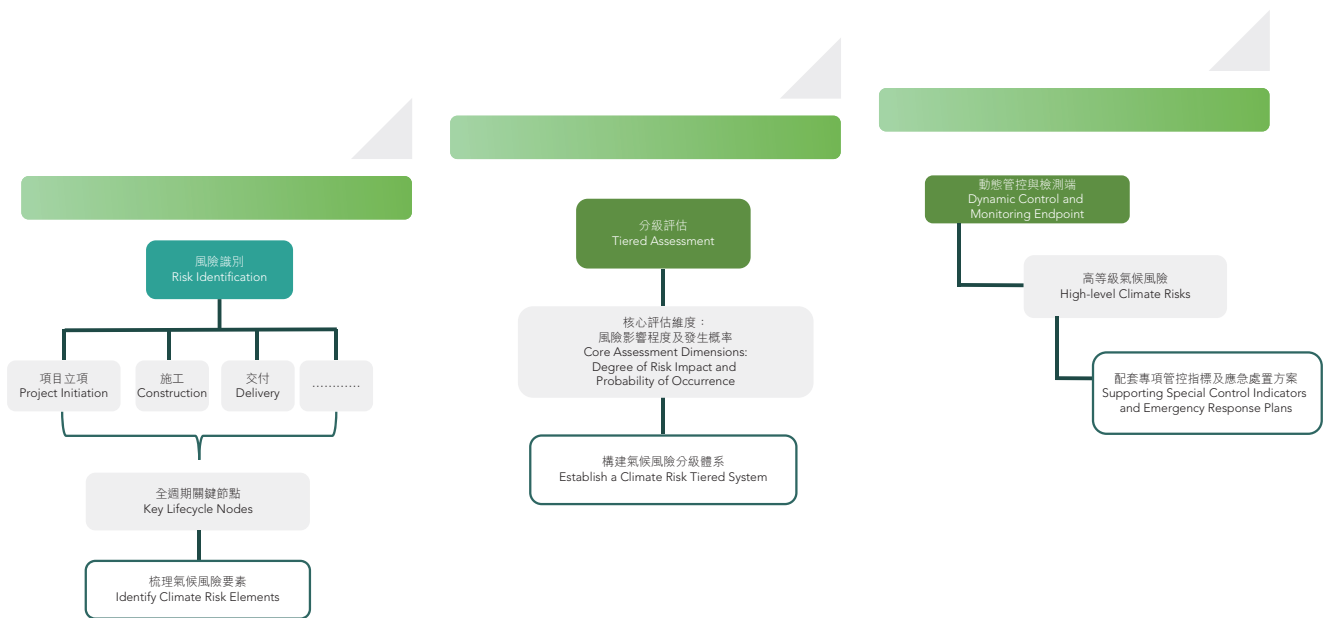 風險識別
Risk Identification
項目立項
Project Initiation
施工
Construction
交付
Delivery
............
全週期關鍵節點
Key Lifecycle Nodes
梳理氣候風險要素
Identify Climate Risk Elements
分級評估
Tiered Assessment
核心評估維度：
風險影響程度及發生概率
Core Assessment Dimensions:
Degree of Risk Impact and
Probability of Occurrence
構建氣候風險分級體系
Establish a Climate Risk Tiered System
動態管控與檢測端
Dynamic Control and
Monitoring Endpoint
高等級氣候風險
High-level Climate Risks
配套專項管控指標及應急處置方案
Supporting Special Control Indicators
and Emergency Response Plans